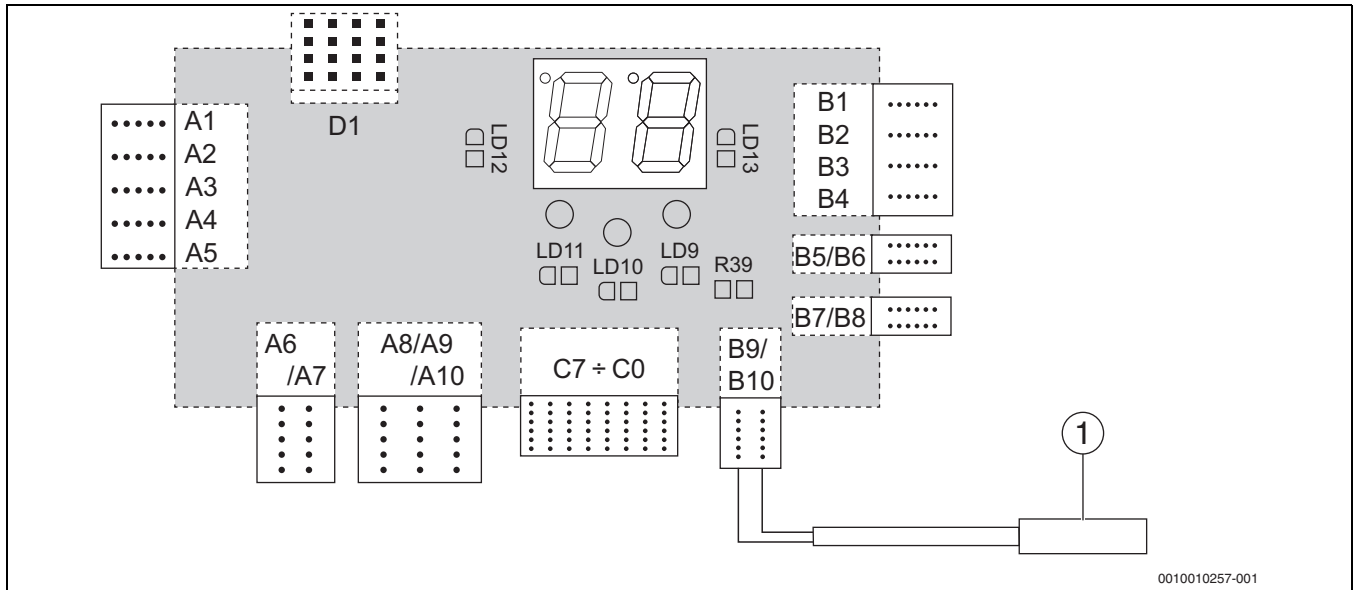 D1
A1
A2
A3
A4
A5
LD12
LD13
B1
B2
B3
B4
LD11
LD10
LD9
R39
B5/B6
B7/B8
A6
/A7
A8/A9
/A10
C7 ÷ C0
B9/
B10
1
0010010257-001